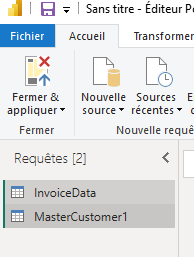 Sans titre - Éditeur P
Fichier Accueil Transformer
Fermer & appliquer
Nouvelle source
Sources récentes
E
Fermer
Nouvelle requê
Requêtes [2]
InvoiceData
MasterCustomer1